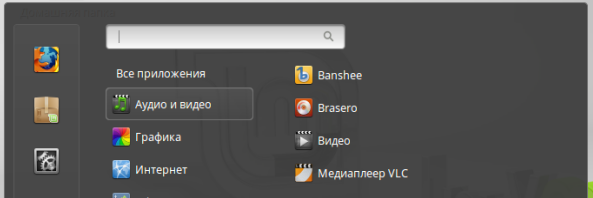 Все приложения
Аудио и видео
Графика
Интернет
Banshee
Brasero
Видео
Медиаплеер VLC